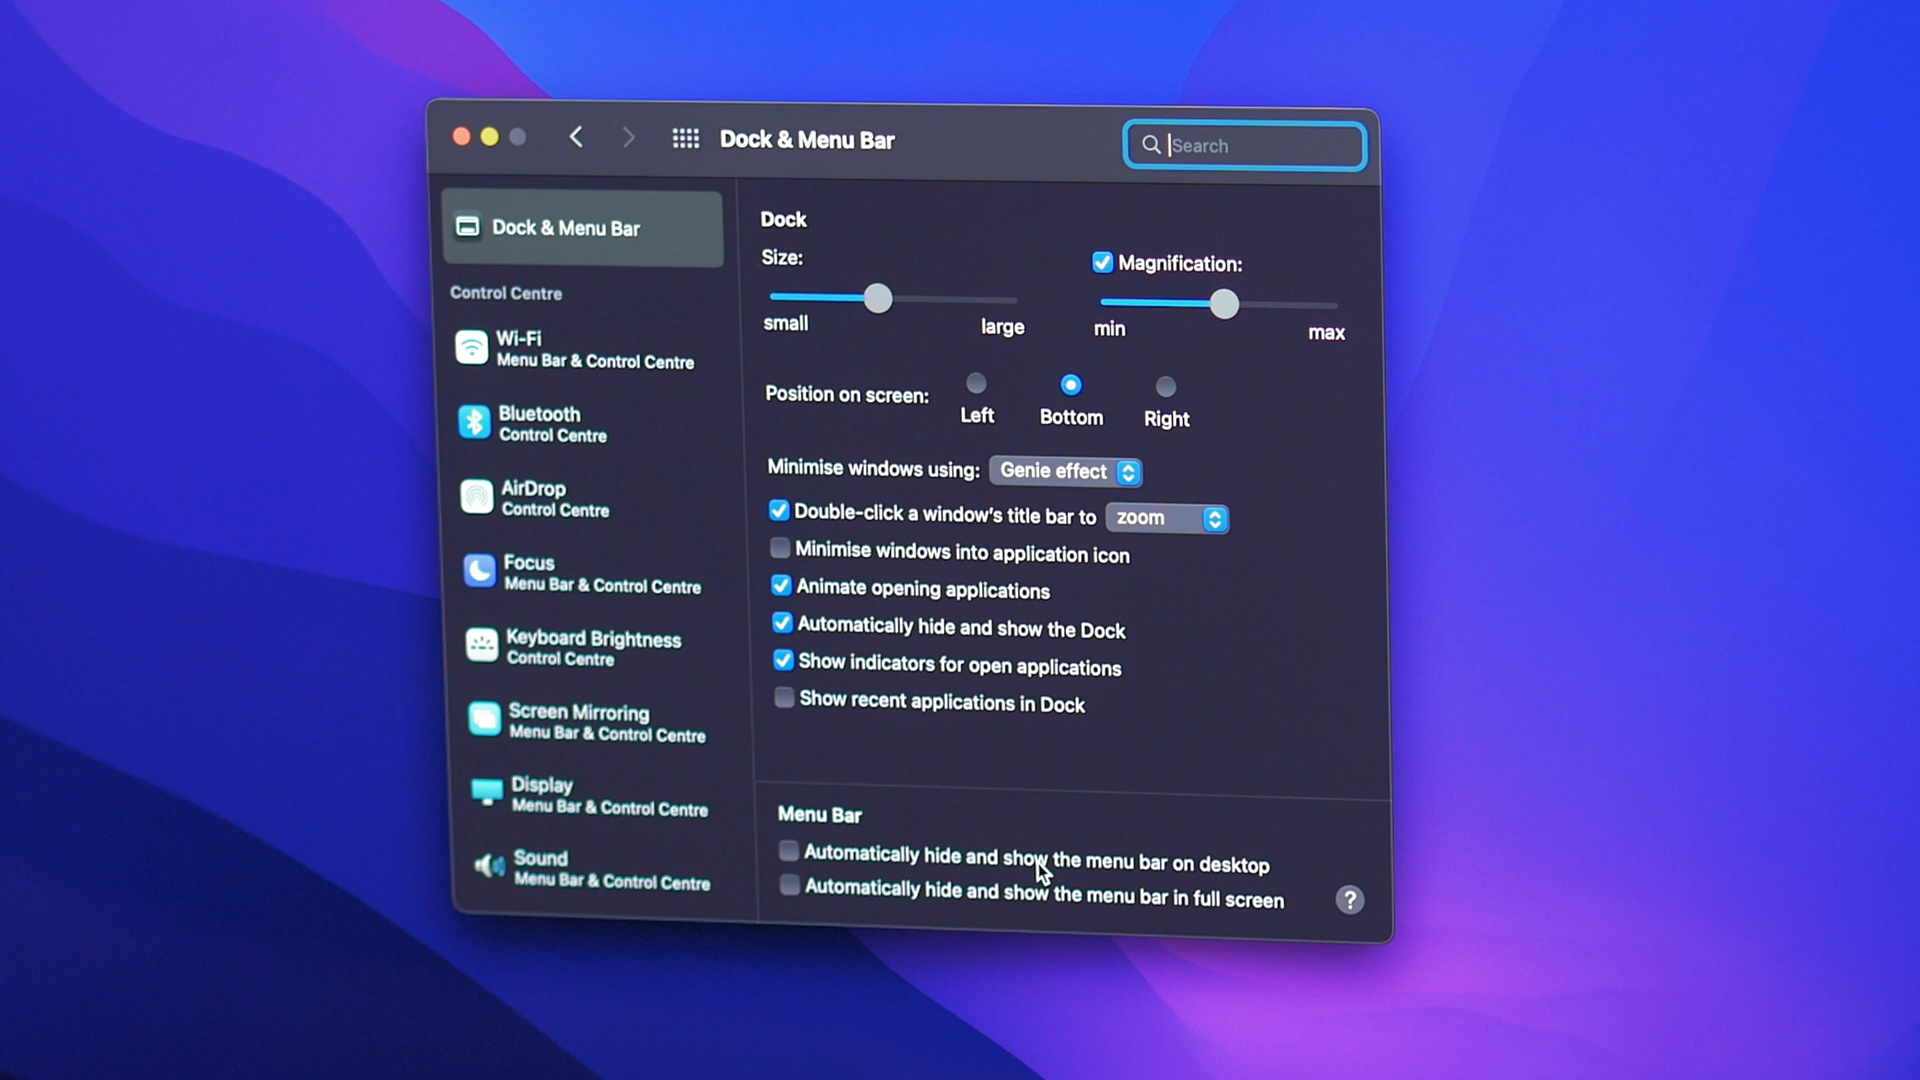 Dock & Menu Bar
Search
Dock & Menu Bar
Control Centre
Wi-Fi
Menu Bar & Control Centre
Bluetooth
Control Centre
AirDrop
Control Centre
Focus
Menu Bar & Control Centre
Keyboard Brightness
Control Centre
Screen Mirroring
Menu Bar & Control Centre
Display
Menu Bar & Control Centre
Sound
Menu Bar & Control Centre
Dock
Size:
small large
Magnification:
min max
Position on screen:
Left Bottom Right
Minimise windows using: Genie effect
Double-click a window's title bar to zoom
Minimise windows into application icon
Animate opening applications
Automatically hide and show the Dock
Show indicators for open applications
Show recent applications in Dock
Menu Bar
Automatically hide and show the menu bar on desktop
Automatically hide and show the menu bar in full screen
?